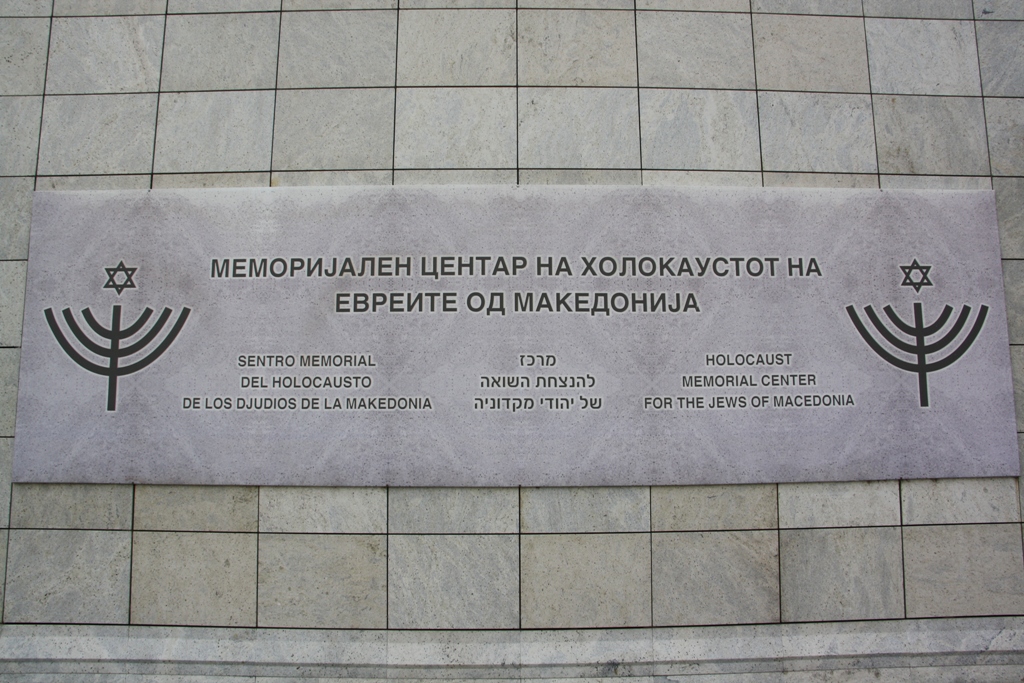 МЕМОРИЈАЛЕН ЦЕНТАР НА ХОЛОКАУСТОТ НА
ЕВРЕИТЕ ОД МАКЕДОНИЈА
SENTRO MEMORIAL
DEL HOLOCAUSTO
DE LOS DJUDIOS DE LA MAKEDONIA
מרכז
להנצחת השואה
של יהודי מקדוניה
HOLOCAUST
MEMORIAL CENTER
FOR THE JEWS OF MACEDONIA